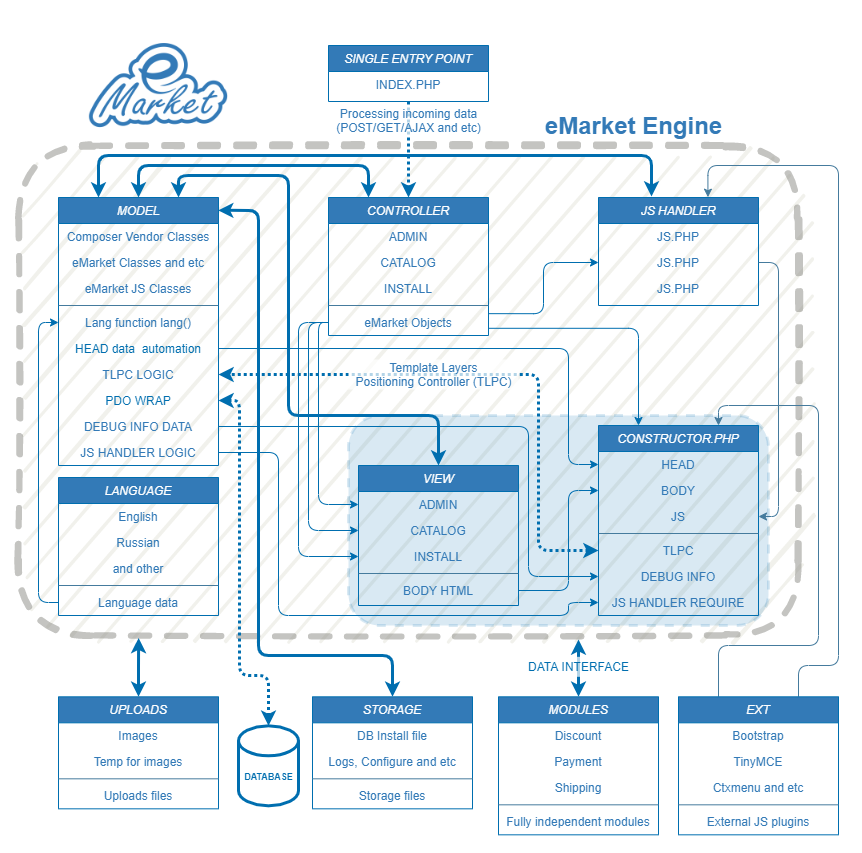 e Market
SINGLE ENTRY POINT
INDEX.PHP
Processing incoming data
(POST/GET/AJAX and etc)
eMarket Engine
MODEL
Composer Vendor Classes
eMarket Classes and etc
eMarket JS Classes
Lang function lang()
HEAD data automation
TLPC LOGIC
PDO WRAP
DEBUG INFO DATA
JS HANDLER LOGIC
CONTROLLER
ADMIN
CATALOG
INSTALL
eMarket Objects
JS HANDLER
JS.PHP
JS.PHP
JS.PHP
Template Layers
Positioning Controller (TLPC)
LANGUAGE
English
Russian
and other
Language data
VIEW
ADMIN
CATALOG
INSTALL
BODY HTML
CONSTRUCTOR.PHP
HEAD
BODY
JS
TLPC
DEBUG INFO
JS HANDLER REQUIRE
DATA INTERFACE
UPLOADS
Images
Temp for images
Uploads files
DATABASE
STORAGE
DB Install file
Logs, Configure and etc
Storage files
MODULES
Discount
Payment
Shipping
Fully independent modules
EXT
Bootstrap
TinyMCE
Ctxmenu and etc
External JS plugins